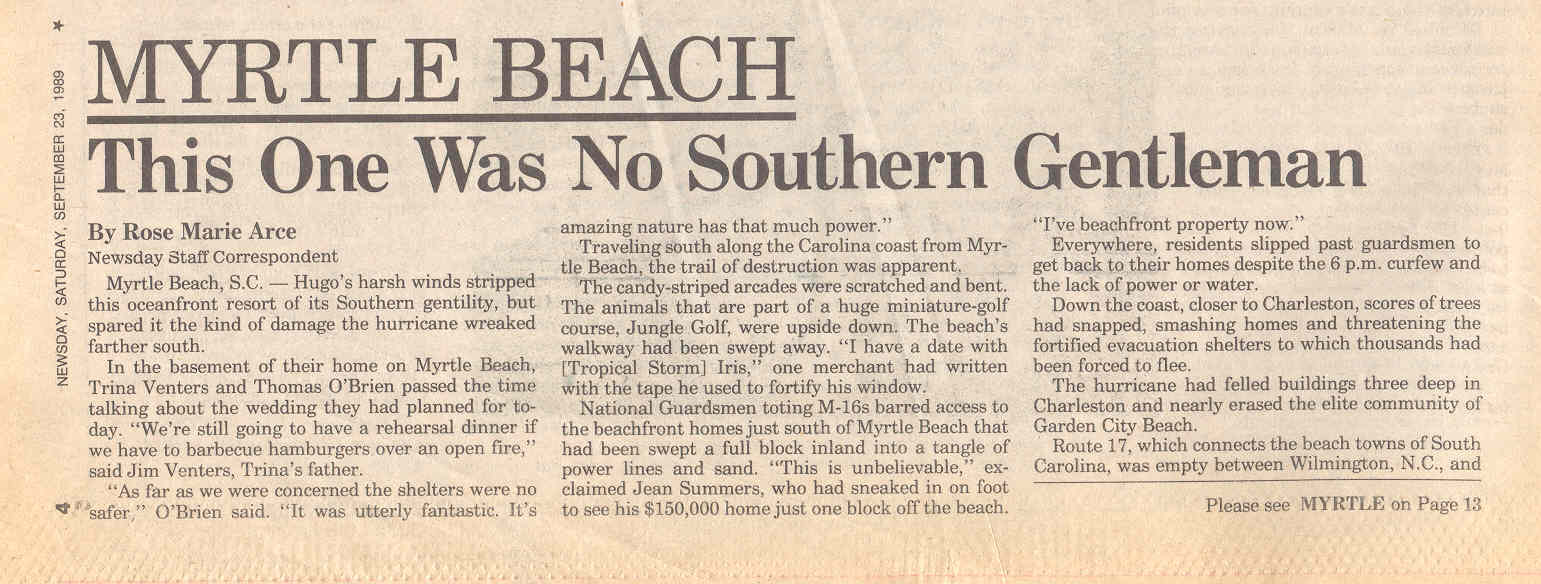 NEWSDAY, SATURDAY, SEPTEMBER 23, 1989 ★
4
MYRTLE BEACH
This One Was No Southern Gentleman
By Rose Marie Arce
Newsday Staff Correspondent
Myrtle Beach, S.C. — Hugo's harsh winds stripped
this oceanfront resort of its Southern gentility, but
spared it the kind of damage the hurricane wreaked
farther south.
In the basement of their home on Myrtle Beach,
Trina Venters and Thomas O'Brien passed the time
talking about the wedding they had planned for to-
day. "We're still going to have a rehearsal dinner if
we have to barbecue hamburgers over an open fire,"
said Jim Venters, Trina's father.
"As far as we were concerned the shelters were no
safer," O'Brien said. "It was utterly fantastic. It's
amazing nature has that much power."
Traveling south along the Carolina coast from Myr-
tle Beach, the trail of destruction was apparent.
The candy-striped arcades were scratched and bent.
The animals that are part of a huge miniature-golf
course, Jungle Golf, were upside down. The beach's
walkway had been swept away. "I have a date with
[Tropical Storm] Iris," one merchant had written
with the tape he used to fortify his window.
National Guardsmen toting M-16s barred access to
the beachfront homes just south of Myrtle Beach that
had been swept a full block inland into a tangle of
power lines and sand. "This is unbelievable," ex-
claimed Jean Summers, who had sneaked in on foot
to see his $150,000 home just one block off the beach.
"I've beachfront property now."
Everywhere, residents slipped past guardsmen to
get back to their homes despite the 6 p.m. curfew and
the lack of power or water.
Down the coast, closer to Charleston, scores of trees
had snapped, smashing homes and threatening the
fortified evacuation shelters to which thousands had
been forced to flee.
The hurricane had felled buildings three deep in
Charleston and nearly erased the elite community of
Garden City Beach.
Route 17, which connects the beach towns of South
Carolina, was empty between Wilmington, N.C., and
Please see MYRTLE on Page 13